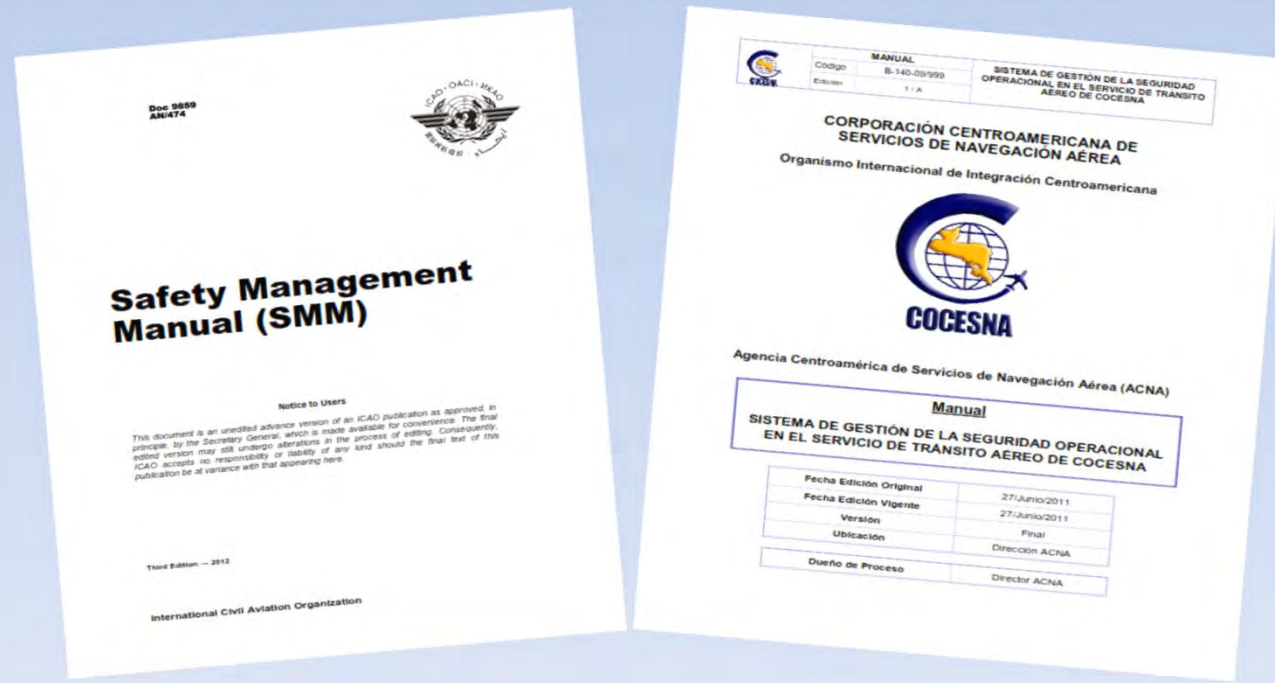 Doc 9859
AN/474
OACI
Safety Management
Manual (SMM)
Notice to Users
This document is an unedited advance version of an ICAO publication as approved, in
principle, by the Secretary General, which is made available for convenience. The final
edited version may still undergo alterations in the process of editing. Consequently,
ICAO accepts no responsibility or liability of any kind should the final text of this
publication be at variance with that appearing here.
Third Edition — 2012
International Civil Aviation Organization
MANUAL
Código B-140-09/999
Edición 1 / A
SISTEMA DE GESTIÓN DE LA SEGURIDAD
OPERACIONAL EN EL SERVICIO DE TRÁNSITO
AÉREO DE COCESNA
CORPORACIÓN CENTROAMERICANA DE
SERVICIOS DE NAVEGACIÓN AÉREA
Organismo Internacional de Integración Centroamericana
COCESNA
Agencia Centroamérica de Servicios de Navegación Aérea (ACNA)
Manual
SISTEMA DE GESTIÓN DE LA SEGURIDAD OPERACIONAL
EN EL SERVICIO DE TRÁNSITO AÉREO DE COCESNA
Fecha Edición Original 27/Junio/2011
Fecha Edición Vigente 27/Junio/2011
Versión Final
Ubicación Dirección ACNA
Dueño de Proceso Director ACNA